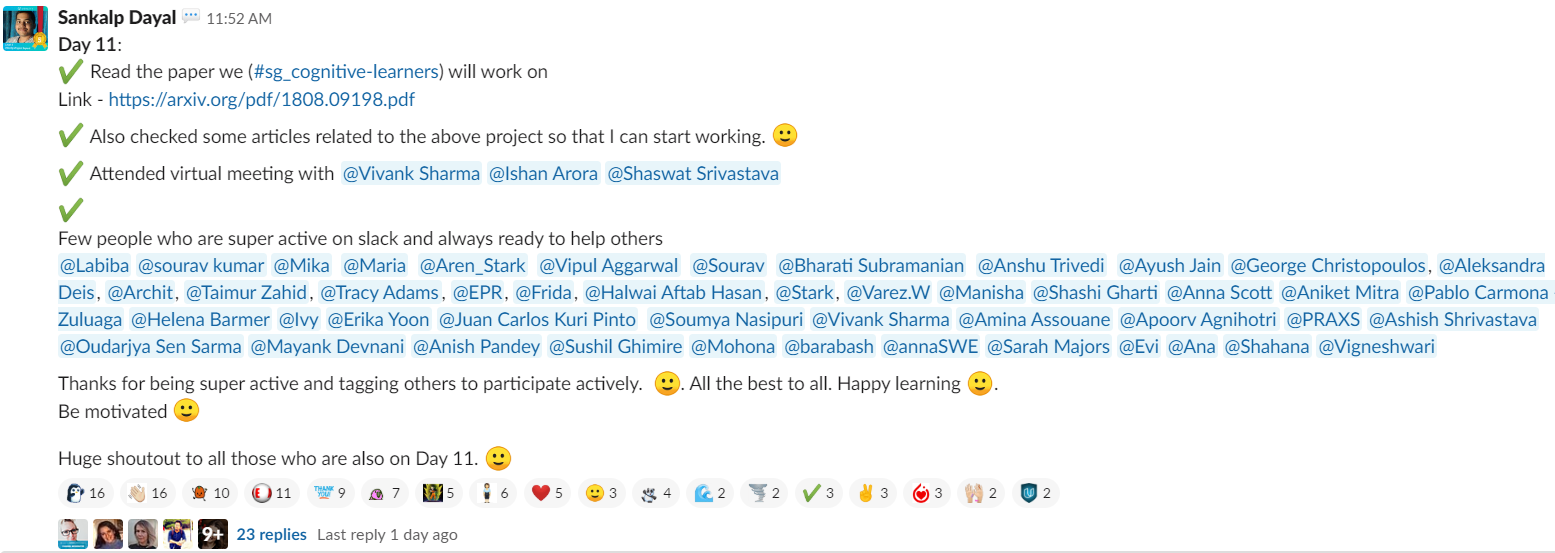 Sankalp Dayal 11:52 AM
Day 11:
Read the paper we (#sg_cognitive-learners) will work on
Link - https://arxiv.org/pdf/1808.09198.pdf
Also checked some articles related to the above project so that I can start working.
Attended virtual meeting with @Vivank Sharma @Ishan Arora @Shaswat Srivastava
Few people who are super active on slack and always ready to help others
@Labiba @sourav kumar @Mika @Maria @Aren_Stark @Vipul Aggarwal @Sourav @Bharati Subramanian @Anshu Trivedi @Ayush Jain @George Christopoulos, @Aleksandra
Deis, @Archit, @Taimur Zahid, @Tracy Adams, @EPR, @Frida, @Halwai Aftab Hasan, @Stark, @Varez.W @Manisha @Shashi Gharti @Anna Scott @Aniket Mitra @Pablo Carmona
Zuluaga @Helena Barmer @Ivy @Erika Yoon @Juan Carlos Kuri Pinto @Soumya Nasipuri @Vivank Sharma @Amina Assouane @Apoorv Agnihotri @PRAXS @Ashish Shrivastava
@Oudarjya Sen Sarma @Mayank Devnani @Anish Pandey @Sushil Ghimire @Mohona @barabash @annaSWE @Sarah Majors @Evi @Ana @Shahana @Vigneshwari
Thanks for being super active and tagging others to participate actively. . All the best to all. Happy learning .
Be motivated
Huge shoutout to all those who are also on Day 11.
16 16 10 11 THANK YOU! 9 7 5 6 5 3 4 2 2 3 3 3 2 2
9+ 23 replies Last reply 1 day ago